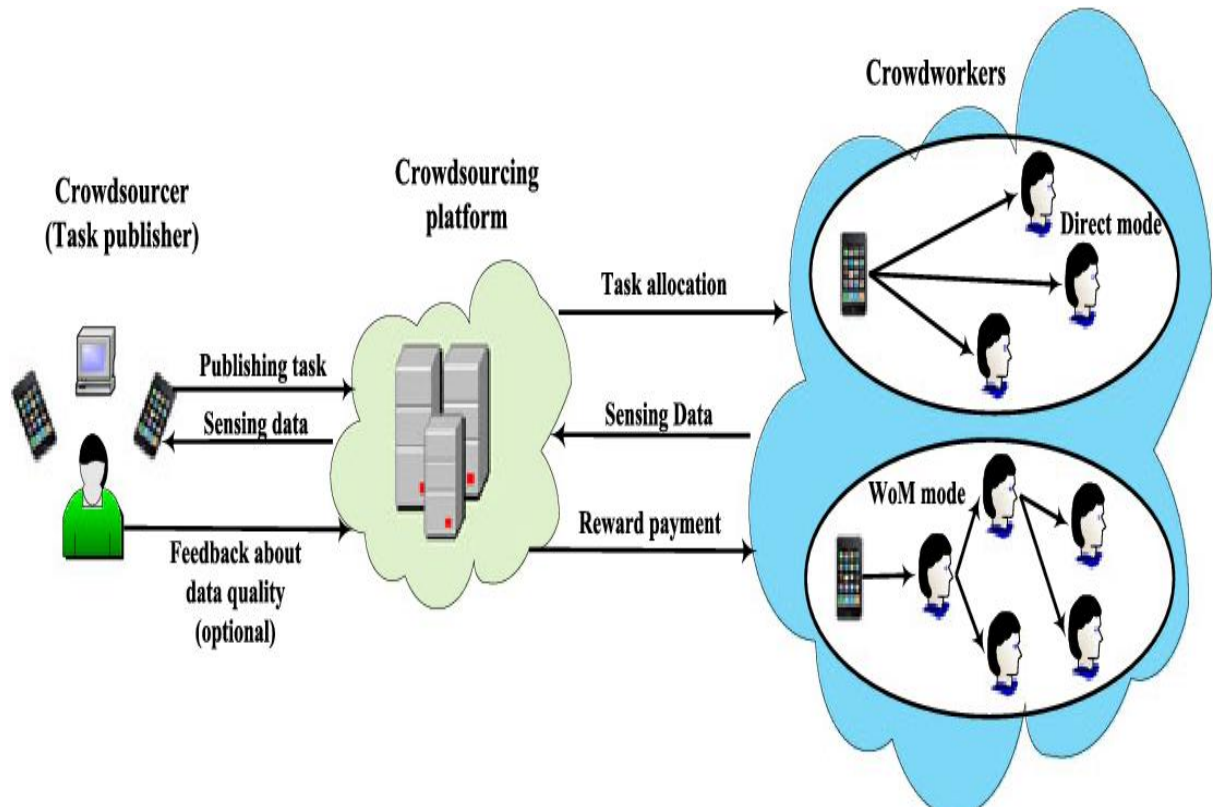 Crowdworkers
Crowdsourcing
platform
Crowdsourcer
(Task publisher)
Direct mode
Task allocation
Publishing task
Sensing data
Sensing Data
WoM mode
Reward payment
Feedback about
data quality
(optional)